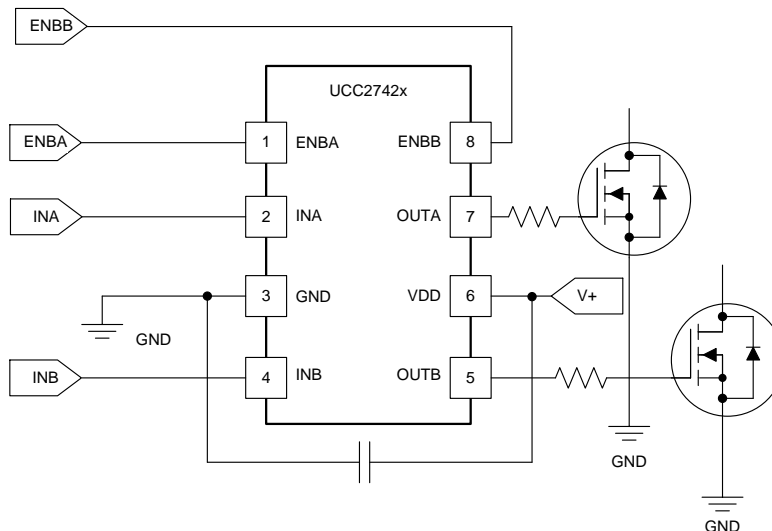 ENBB
UCC2742x
ENBA
1
ENBA
ENBB
8
INA
2
INA
OUTA
7
3
GND
VDD
6
V+
GND
INB
4
INB
OUTB
5
GND
GND